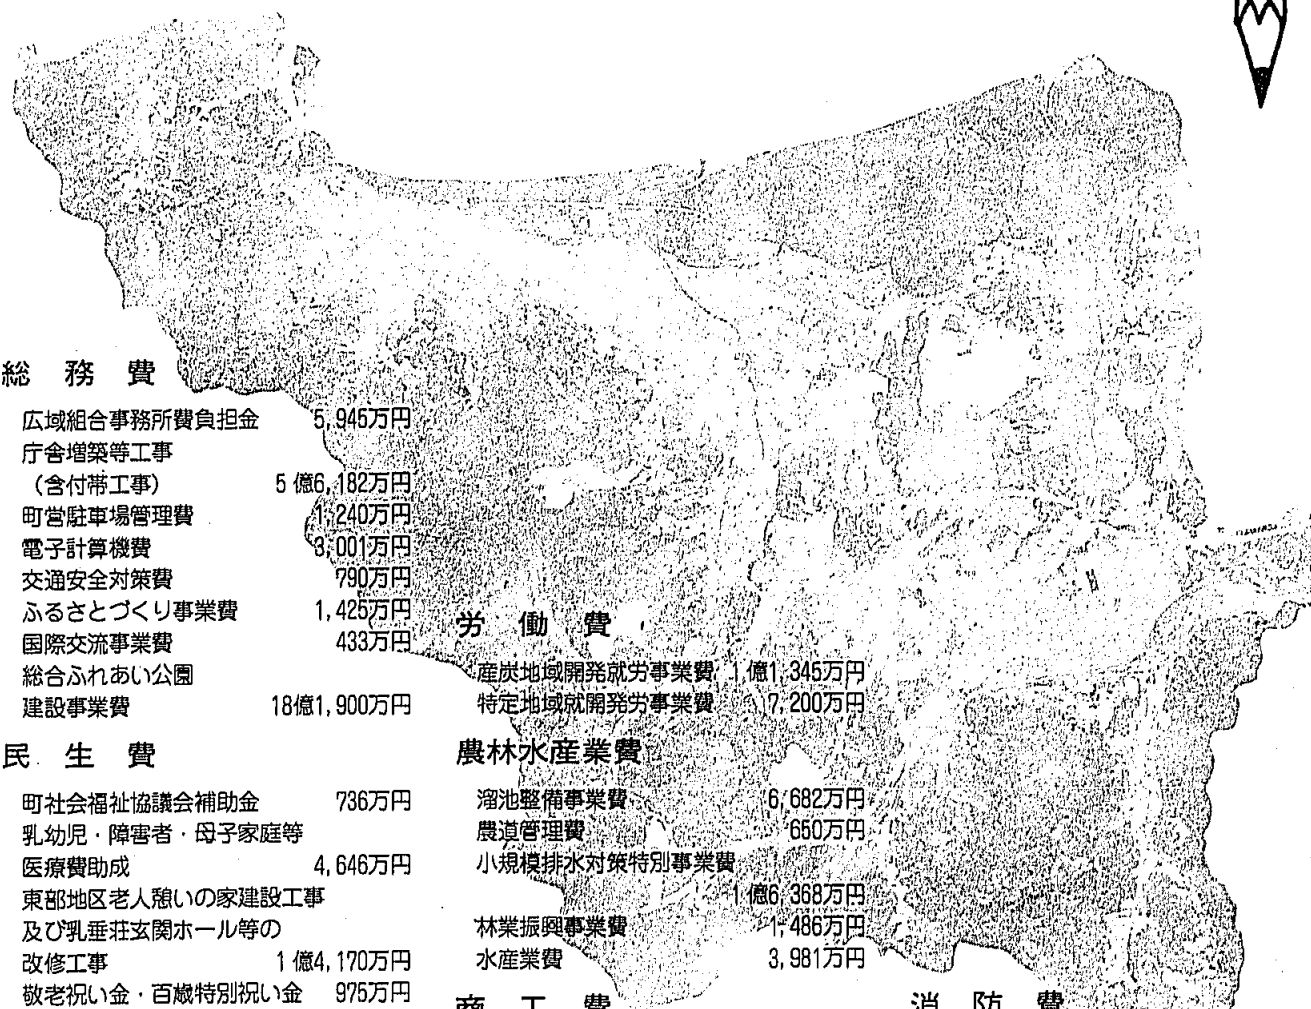 総務費
広域組合事務所費負担金 5,945万円
庁舎増築等工事
（含付帯工事） 5億6,182万円
町営駐車場管理費 1,240万円
電子計算機費 3,001万円
交通安全対策費 790万円
ふるさとづくり事業費 1,425万円
国際交流事業費 433万円
総合ふれあい公園
建設事業費 18億1,900万円
民生費
町社会福祉協議会補助金 736万円
乳幼児・障害者・母子家庭等
医療費助成 4,646万円
東部地区老人憩いの家建設工事
及び乳垂荘玄関ホール等の
改修工事 1億4,170万円
敬老祝い金・百歳特別祝い金 975万円
労働費
産炭地域開発就労事業費 1億1,345万円
特定地域就開発労事業費 7,200万円
農林水産業費
溜池整備事業費 6,682万円
農道管理費 650万円
小規模排水対策特別事業費
1億6,368万円
林業振興事業費 1,486万円
水産業費 3,981万円
商工費
消防費